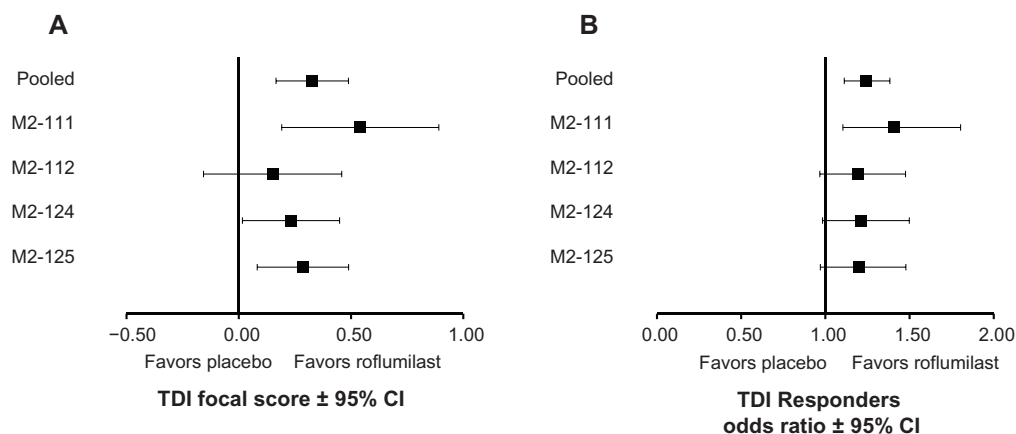 A
Pooled
M2-111
M2-112
M2-124
M2-125
−0.50 0.00 0.50 1.00
Favors placebo Favors roflumilast
TDI focal score ± 95% CI
B
Pooled
M2-111
M2-112
M2-124
M2-125
0.00 0.50 1.00 1.50 2.00
Favors placebo Favors roflumilast
TDI Responders
odds ratio ± 95% CI